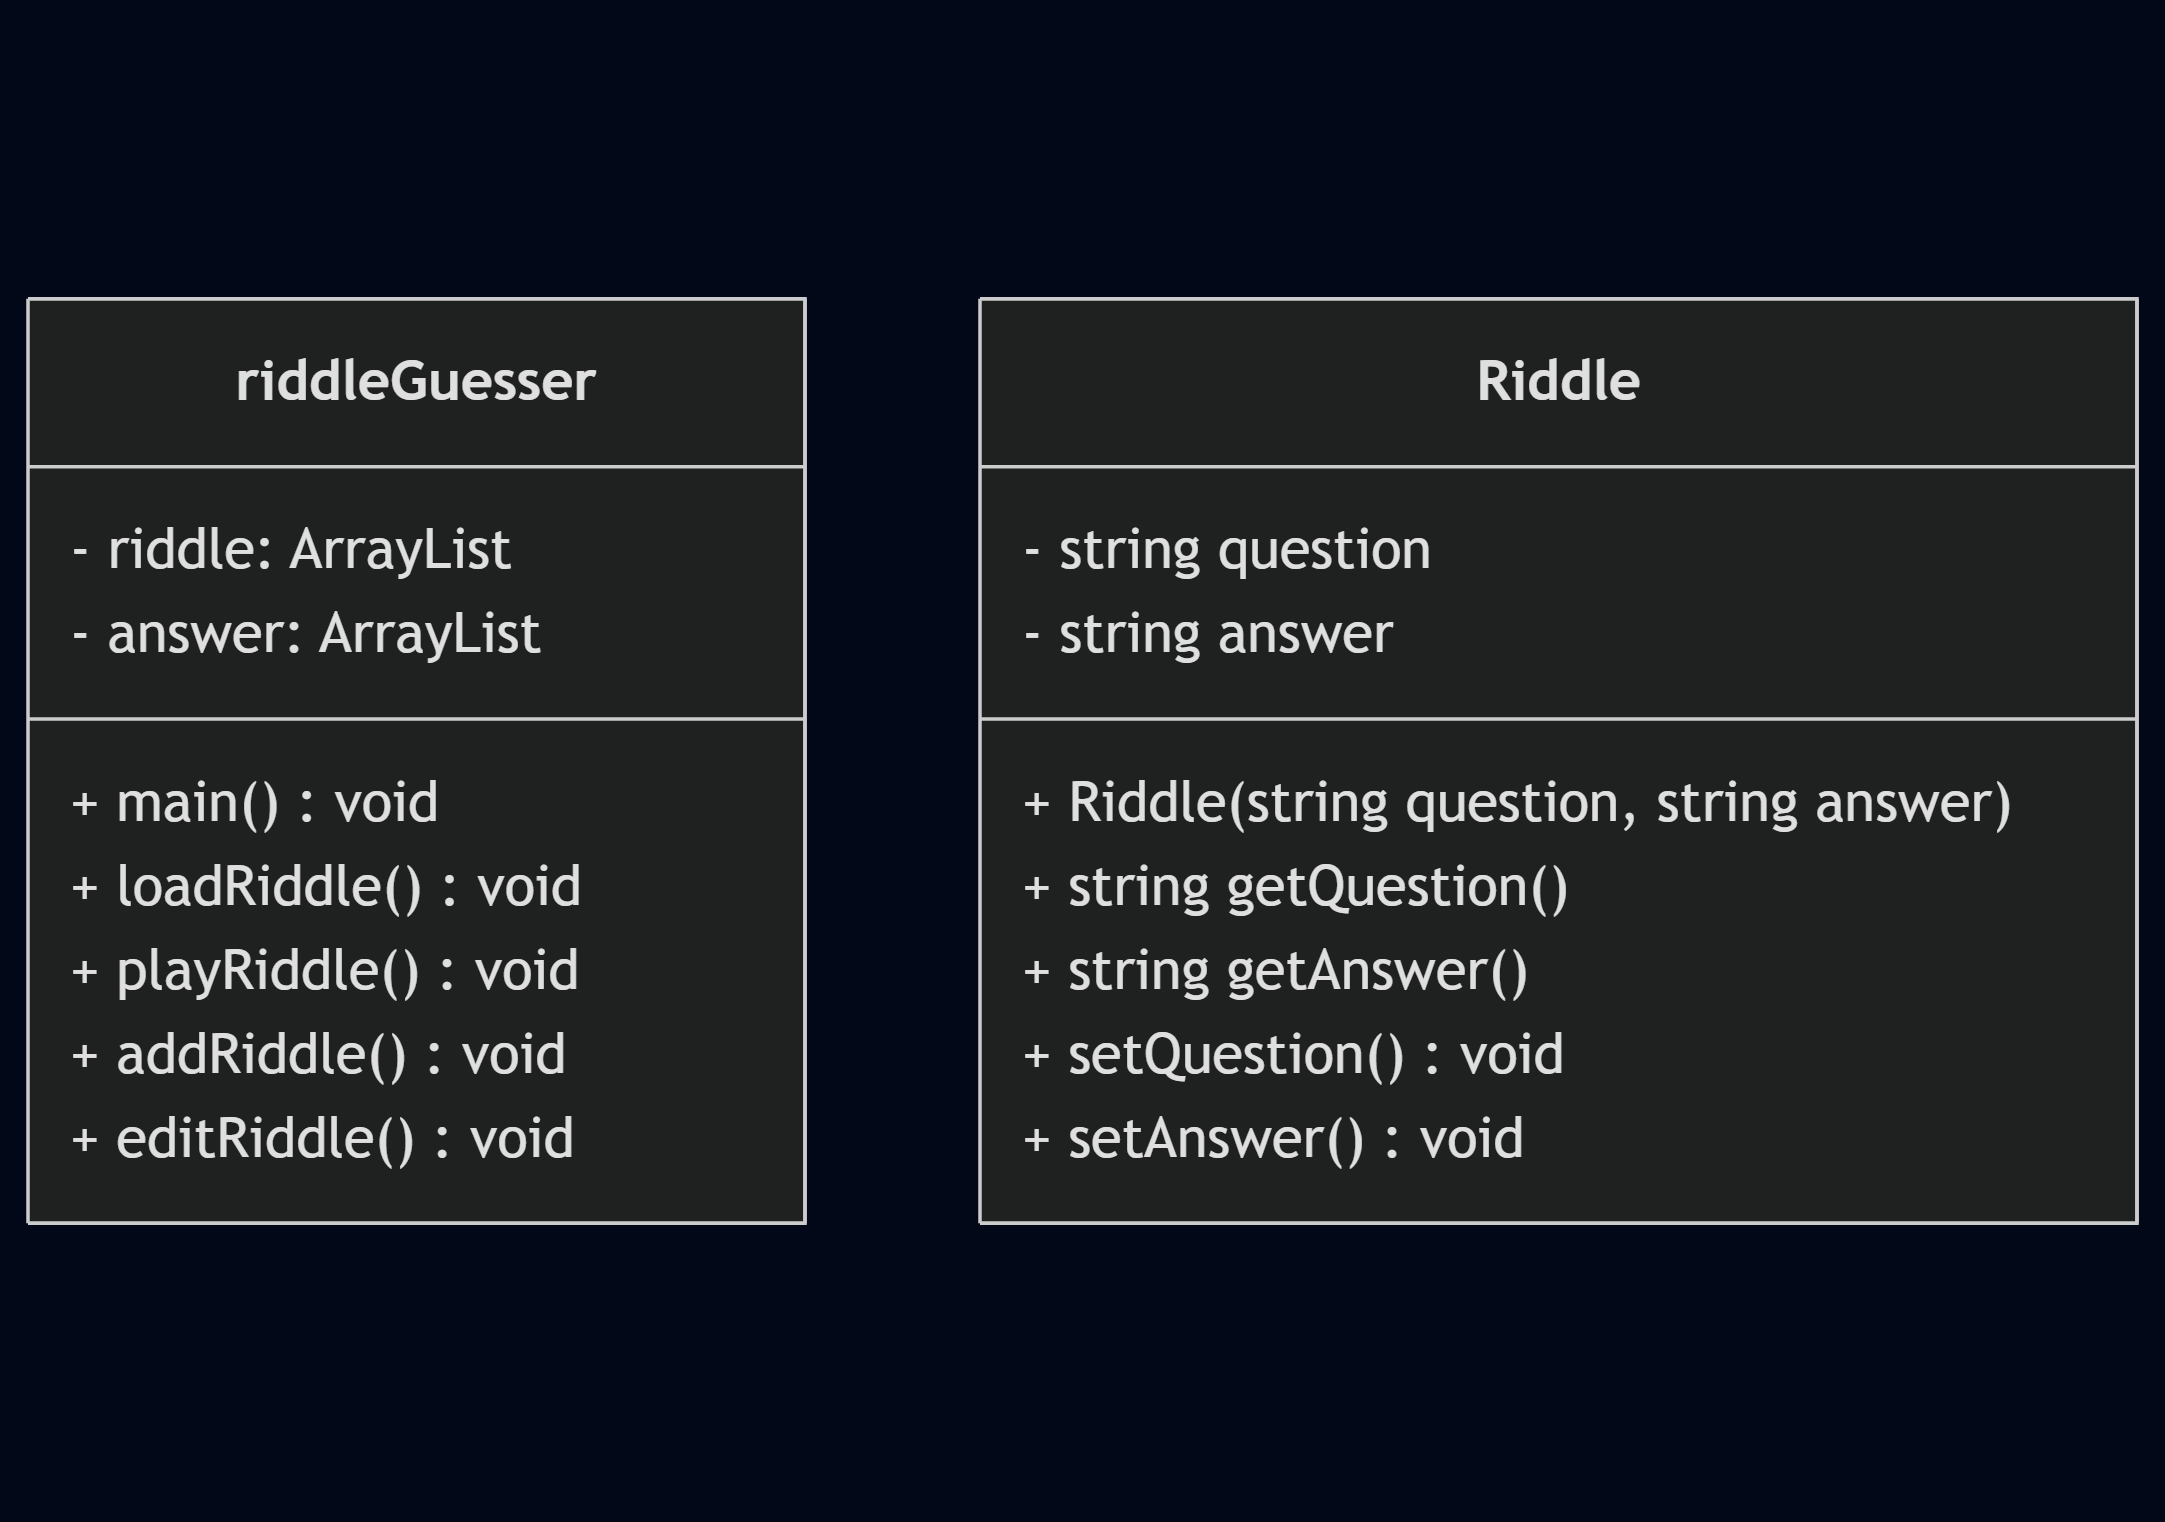 riddleGuesser
- riddle: ArrayList
- answer: ArrayList
+ main() : void
+ loadRiddle() : void
+ playRiddle() : void
+ addRiddle() : void
+ editRiddle() : void
Riddle
- string question
- string answer
+ Riddle(string question, string answer)
+ string getQuestion()
+ string getAnswer()
+ setQuestion() : void
+ setAnswer() : void